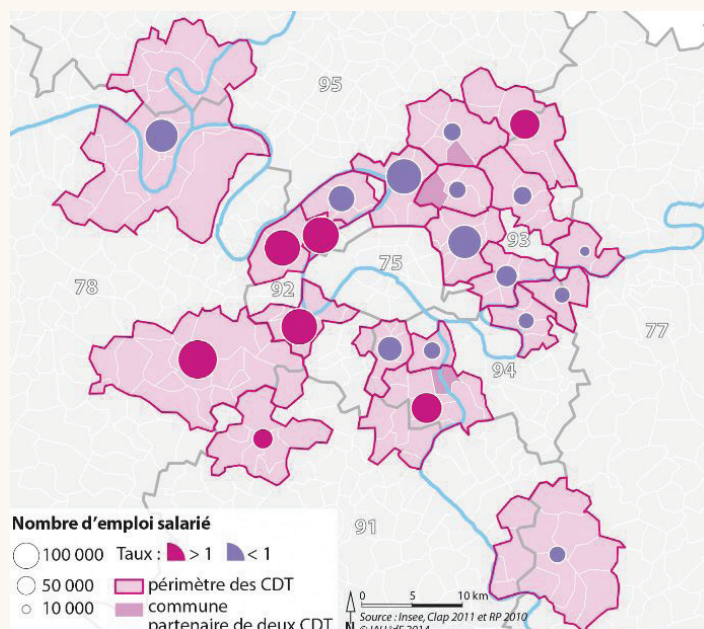 95
93
75
92
78
77
94
91
Nombre d'emploi salarié
100 000 Taux : > 1 < 1
50 000 périmètre des CDT
10 000 commune
partenaire de deux CDT
0 5 10 km
Source : Insee, Clap 2011 et RP 2010
N